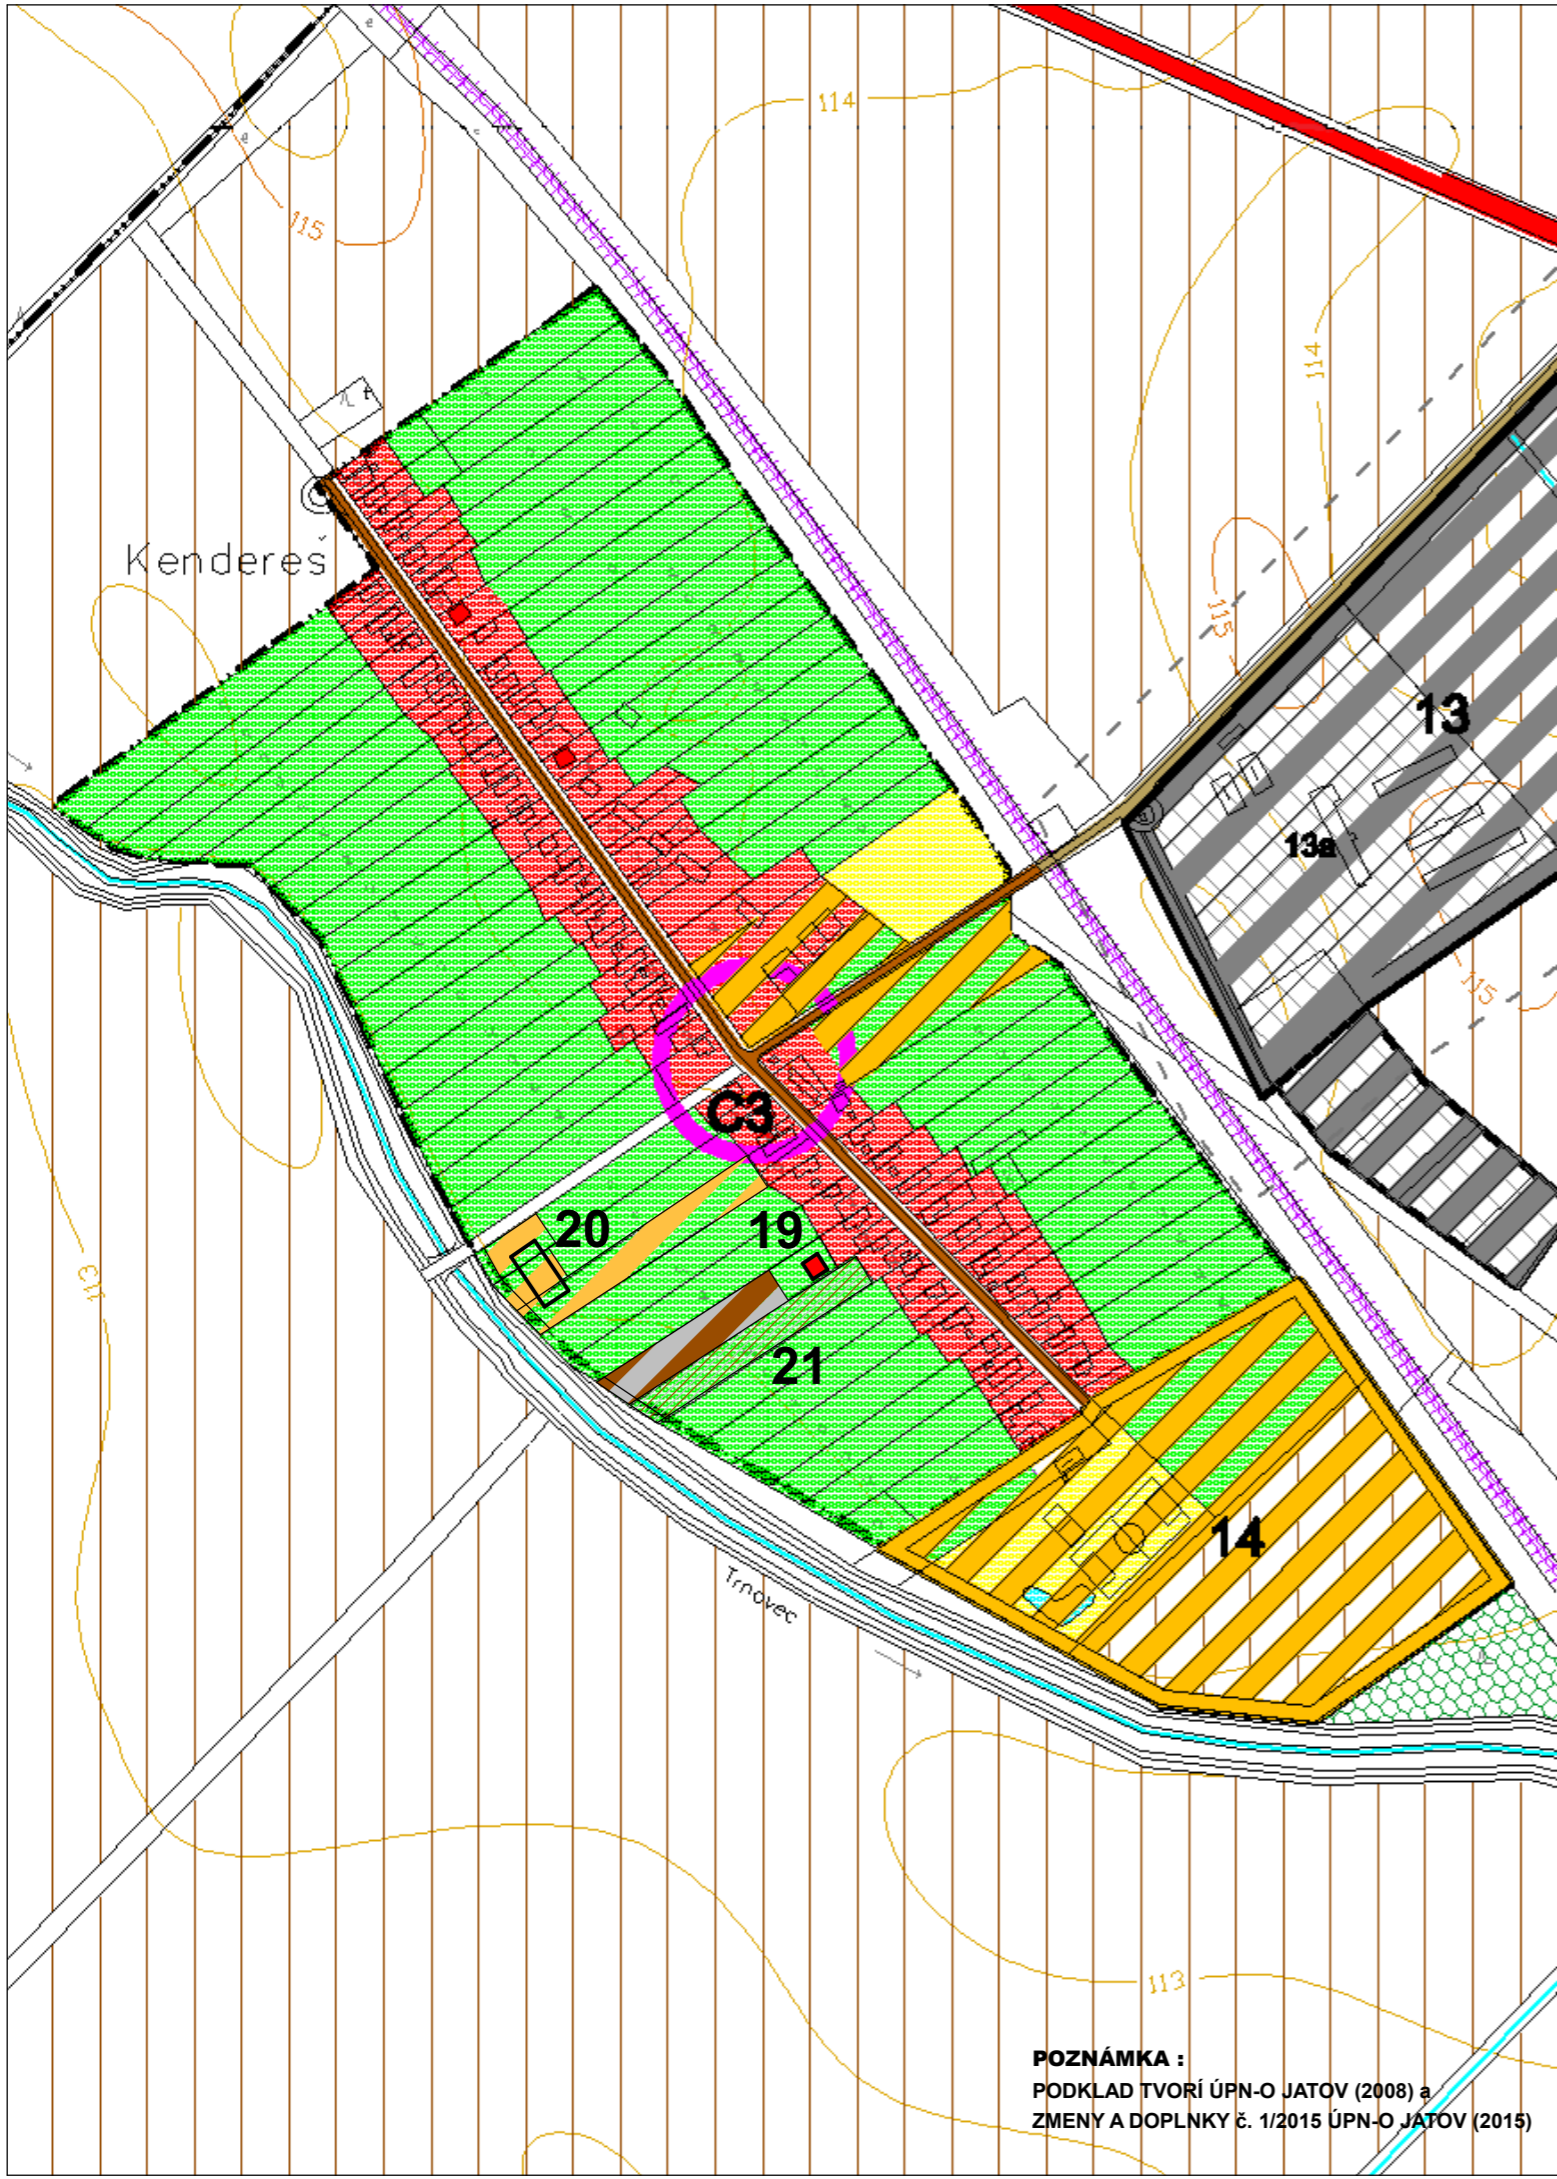 114
115
114
Kendereš
115
13
13a
115
C3
20
19
113
21
14
Trnovec
113
POZNÁMKA :
PODKLAD TVORÍ ÚPN-O JATOV (2008) a
ZMENY A DOPLNKY č. 1/2015 ÚPN-O JATOV (2015)